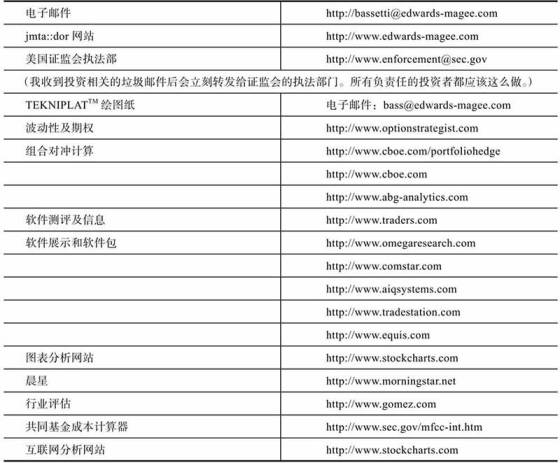 电子邮件 http://bassetti@edwards-magee.com
jmta::dor 网站 http://www.edwards-magee.com
美国证监会执法部 http://www.enforcement@sec.gov
(我收到投资相关的垃圾邮件后会立刻转发给证监会的执法部门。所有负责任的投资者都应该这么做。)
TEKNIPLAT™ 绘图纸 电子邮件：bass@edwards-magee.com
波动性及期权 http://www.optionstrategist.com
组合对冲计算 http://www.cboe.com/portfoliohedge
http://www.cboe.com
http://www.abg-analytics.com
软件测评及信息 http://www.traders.com
软件展示和软件包 http://www.omegaresearch.com
http://www.comstar.com
http://www.aiqsystems.com
http://www.tradestation.com
http://www.equis.com
图表分析网站 http://www.stockcharts.com
晨星 http://www.morningstar.net
行业评估 http://www.gomez.com
共同基金成本计算器 http://www.sec.gov/mfcc-int.htm
互联网分析网站 http://www.stockcharts.com